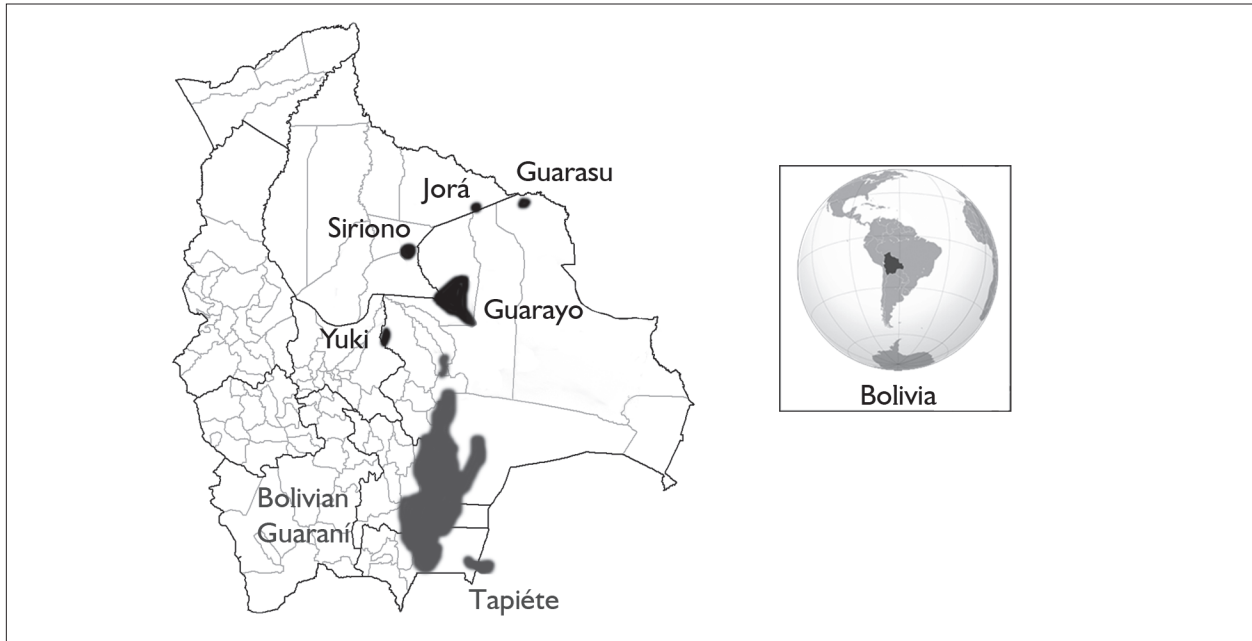 Guarasu
Jorá
Siriono
Guarayo
Yuki
Bolivia
Bolivian
Guaraní
Tapiéte